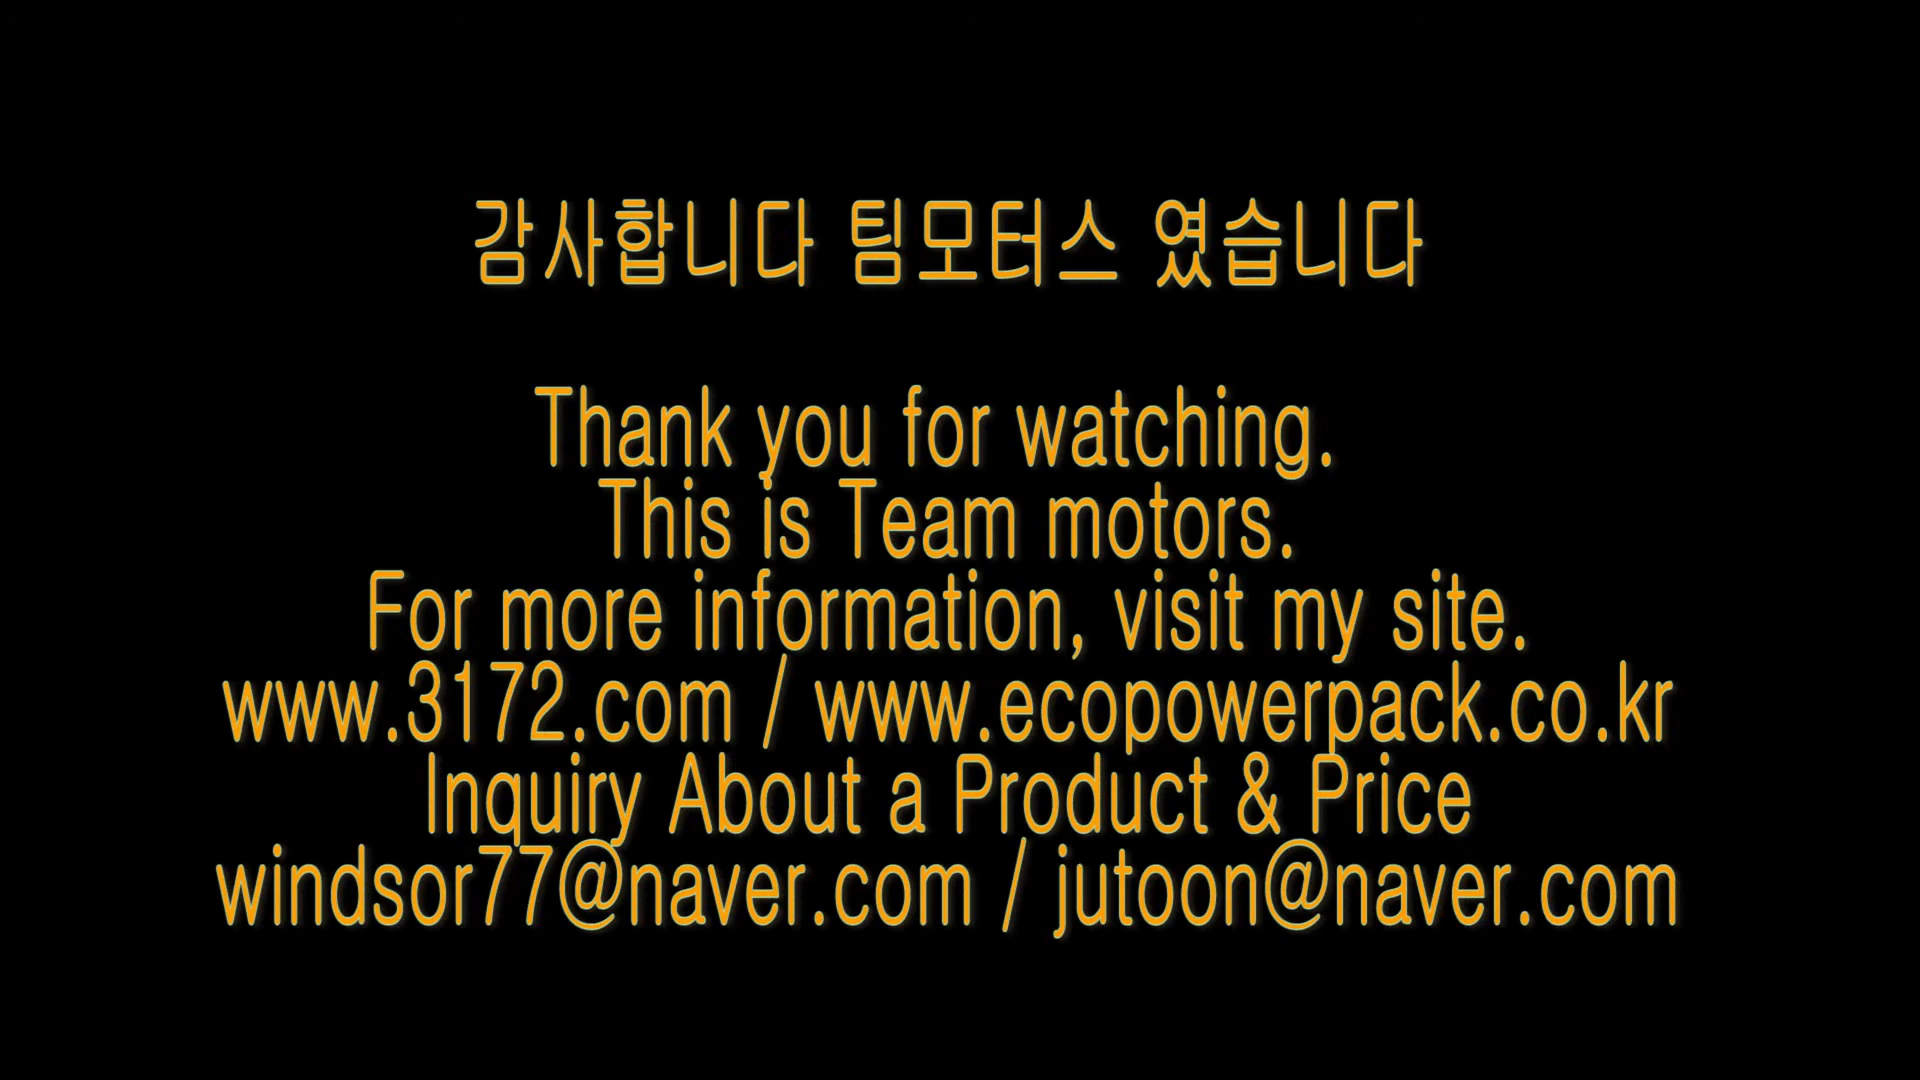 감사합니다 팀모터스 였습니다
Thank you for watching.
This is Team motors.
For more information, visit my site.
www.3172.com / www.ecopowerpack.co.kr
Inquiry About a Product & Price
windsor77@naver.com / jutoon@naver.com